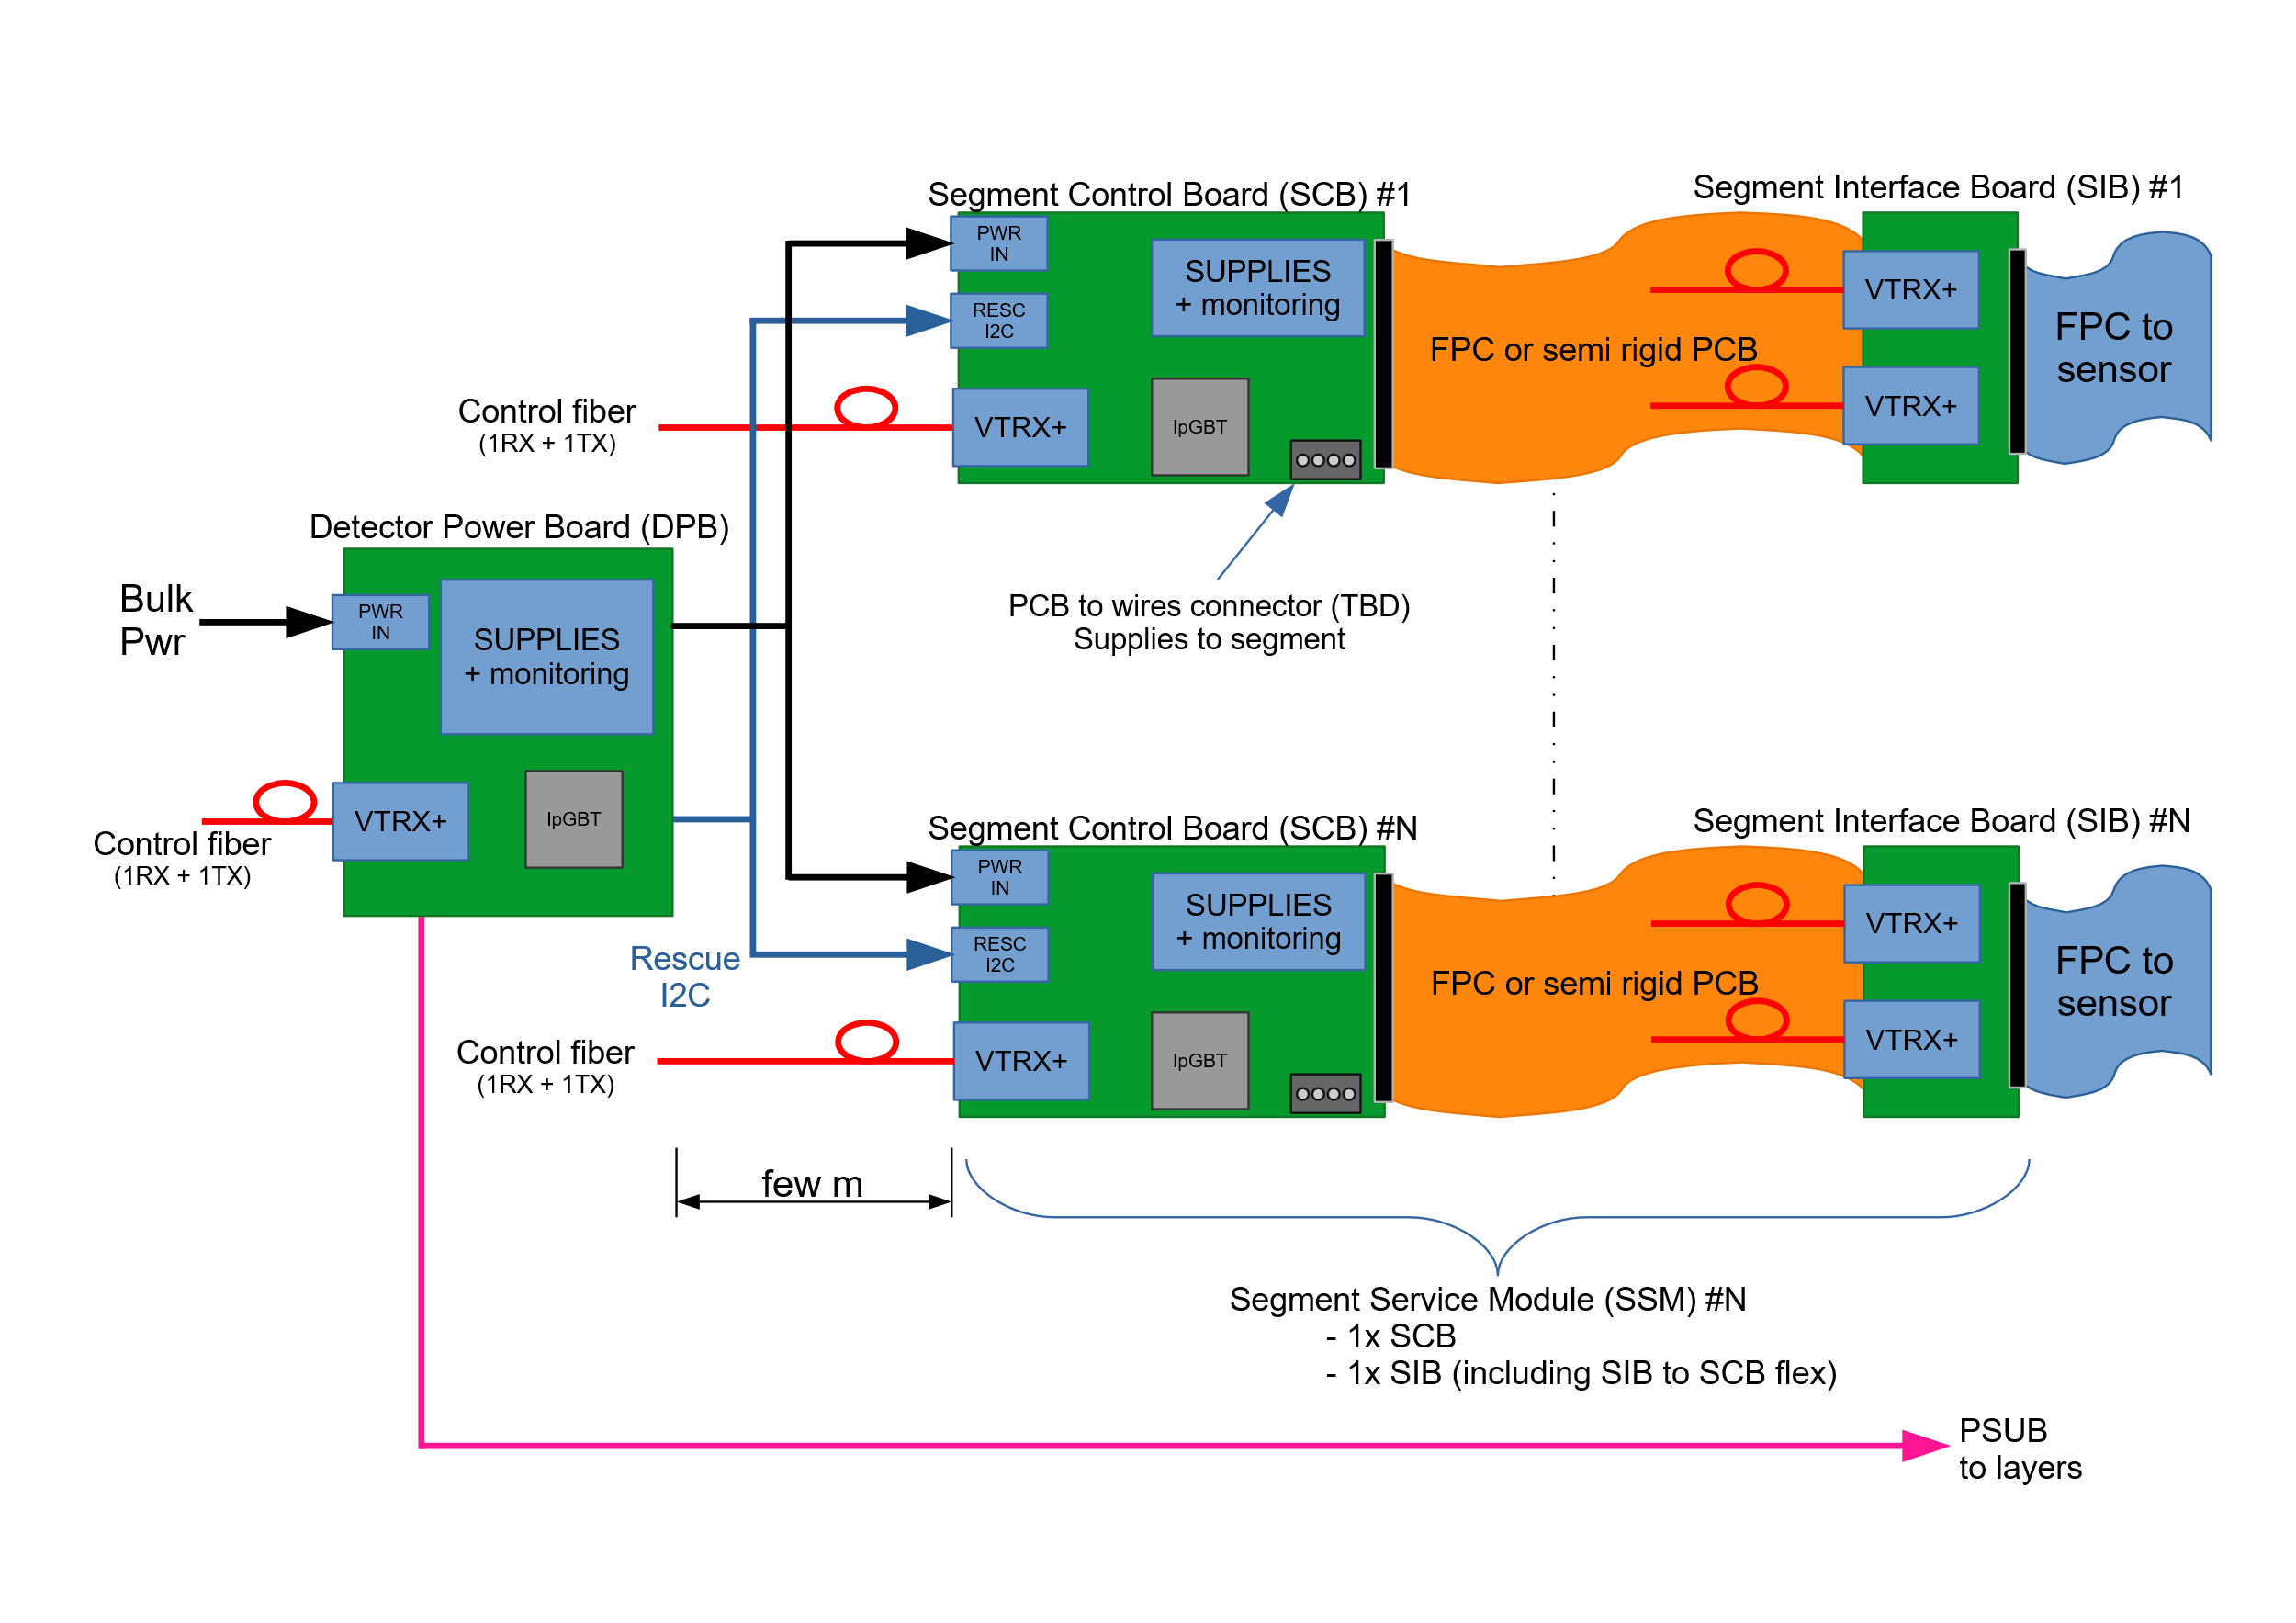 Segment Control Board (SCB) #1
Segment Interface Board (SIB) #1
PWR
IN
SUPPLIES
+ monitoring
RESC
I2C
VTRX+
IpGBT
Control fiber
(1RX + 1TX)
FPC or semi rigid PCB
VTRX+
VTRX+
FPC to
sensor
Detector Power Board (DPB)
Bulk
Pwr
PWR
IN
SUPPLIES
+ monitoring
VTRX+
IpGBT
Control fiber
(1RX + 1TX)
PCB to wires connector (TBD)
Supplies to segment
Segment Control Board (SCB) #N
Segment Interface Board (SIB) #N
PWR
IN
SUPPLIES
+ monitoring
RESC
I2C
VTRX+
IpGBT
Rescue
I2C
Control fiber
(1RX + 1TX)
FPC or semi rigid PCB
VTRX+
VTRX+
FPC to
sensor
few m
Segment Service Module (SSM) #N
- 1x SCB
- 1x SIB (including SIB to SCB flex)
PSUB
to layers